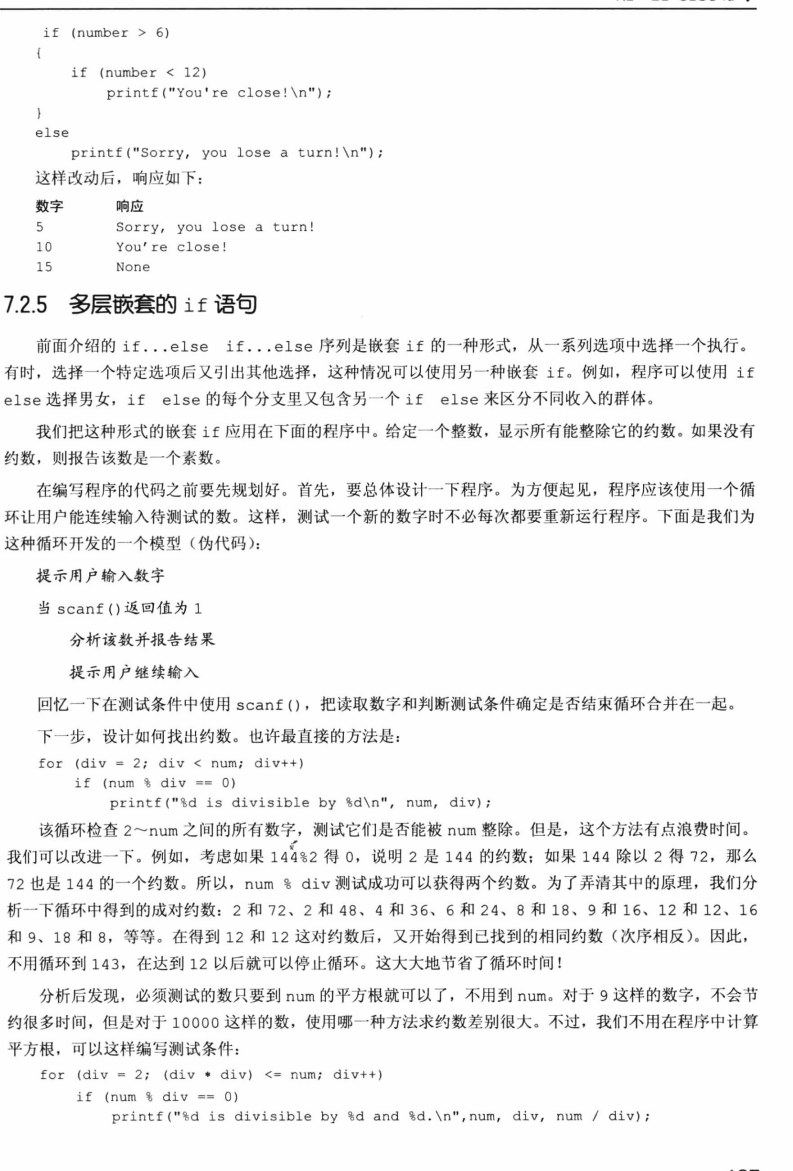 if (number > 6)
{
if (number < 12)
printf("You're close!\n");
}
else
printf("Sorry, you lose a turn!\n");
这样改动后，响应如下：
数字 响应
5 Sorry, you lose a turn!
10 You're close!
15 None
7.2.5 多层嵌套的 if 语句
前面介绍的 if...else if...else 序列是嵌套 if 的一种形式，从一系列选项中选择一个执行。
有时，选择一个特定选项后又引出其他选择，这种情况可以使用另一种嵌套 if。例如，程序可以使用 if
else 选择男女，if else 的每个分支里又包含另一个 if else 来区分不同收入的群体。
我们把这种形式的嵌套 if 应用在下面的程序中。给定一个整数，显示所有能整除它的约数。如果没有
约数，则报告该数是一个素数。
在编写程序的代码之前要先规划好。首先，要总体设计一下程序。为方便起见，程序应该使用一个循
环让用户能连续输入待测试的数。这样，测试一个新的数字时不必每次都要重新运行程序。下面是我们为
这种循环开发的一个模型（伪代码）：
提示用户输入数字
当 scanf()返回值为 1
分析该数并报告结果
提示用户继续输入
回忆一下在测试条件中使用 scanf()，把读取数字和判断测试条件确定是否结束循环合并在一起。
下一步，设计如何找出约数。也许最直接的方法是：
for (div = 2; div < num; div++)
if (num % div == 0)
printf("%d is divisible by %d\n", num, div);
该循环检查 2～num 之间的所有数字，测试它们是否能被 num 整除。但是，这个方法有点浪费时间。
我们可以改进一下。例如，考虑如果 144%2 得 0，说明 2 是 144 的约数；如果 144 除以 2 得 72，那么
72 也是 144 的一个约数。所以，num % div 测试成功可以获得两个约数。为了弄清其中的原理，我们分
析一下循环中得到的成对约数：2 和 72、2 和 48、4 和 36、6 和 24、8 和 18、9 和 16、12 和 12、16
和 9、18 和 8，等等。在得到 12 和 12 这对约数后，又开始得到已找到的相同约数（次序相反）。因此，
不用循环到 143，在达到 12 以后就可以停止循环。这大大地节省了循环时间！
分析后发现，必须测试的数只要到 num 的平方根就可以了，不用到 num。对于 9 这样的数字，不会节
约很多时间，但是对于 10000 这样的数，使用哪一种方法求约数差别很大。不过，我们不用在程序中计算
平方根，可以这样编写测试条件：
for (div = 2; (div * div) <= num; div++)
if (num % div == 0)
printf("%d is divisible by %d and %d.\n",num, div, num / div);